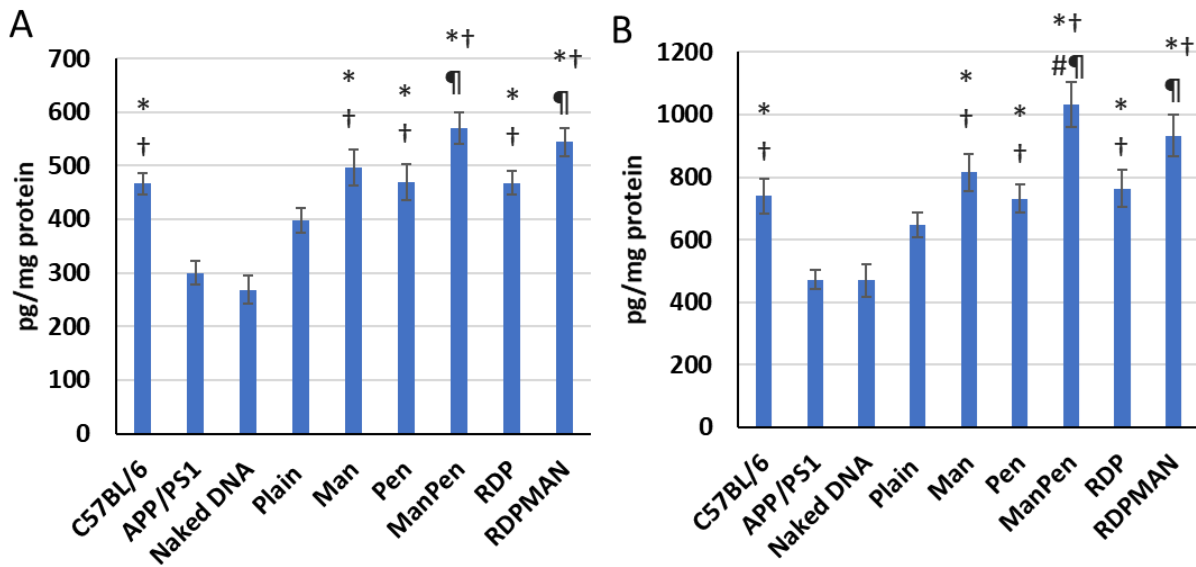 A
pg/mg protein
700
600
500
400
300
200
100
0
*
†
*
†
*
†
*†
¶
*
†
*†
¶
C57BL/6
APP/PS1
Naked DNA
Plain
Man
Pen
ManPen
RDP
RDPMAN
B
pg/mg protein
1200
1000
800
600
400
200
0
*
†
*
†
*
†
*†
#¶
*
†
*†
¶
C57BL/6
APP/PS1
Naked DNA
Plain
Man
Pen
ManPen
RDP
RDPMAN